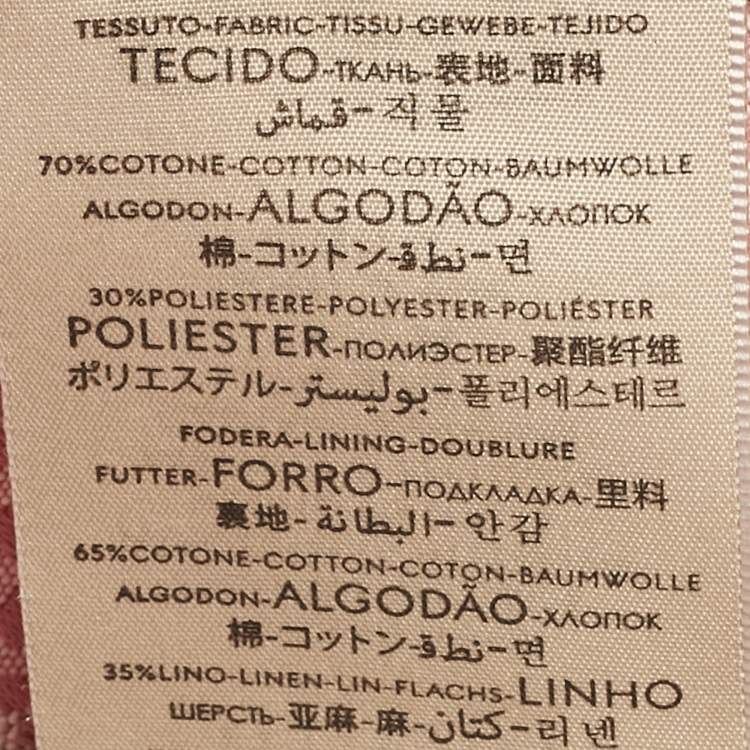 TESSUTO-FABRIC-TISSU-GEWEBE-TEJIDO
TECIDO-ТКАНЬ-表地-面料
قماش-직물
70%COTONE-COTTON-COTON-BAUMWOLLE
ALGODON-ALGODÃO-ХЛОПОК
棉-コットン-نطق-면
30%POLIESTERE-POLYESTER-POLIÉSTER
POLIESTER-ПОЛИЭСТЕР-聚酯纤维
ポリエステル-بوليستر-폴리에스테르
FODERA-LINING-DOUBLURE
FUTTER-FORRO-ПОДКЛАДКА-里料
裏地-البطانة-안감
65%COTONE-COTTON-COTON-BAUMWOLLE
ALGODON-ALGODÃO-ХЛОПОК
棉-コットン-نطق-면
35%LINO-LINEN-LIN-FLACHS-LINHO
ШЕРСТЬ-亚麻-麻-كتان-리넨